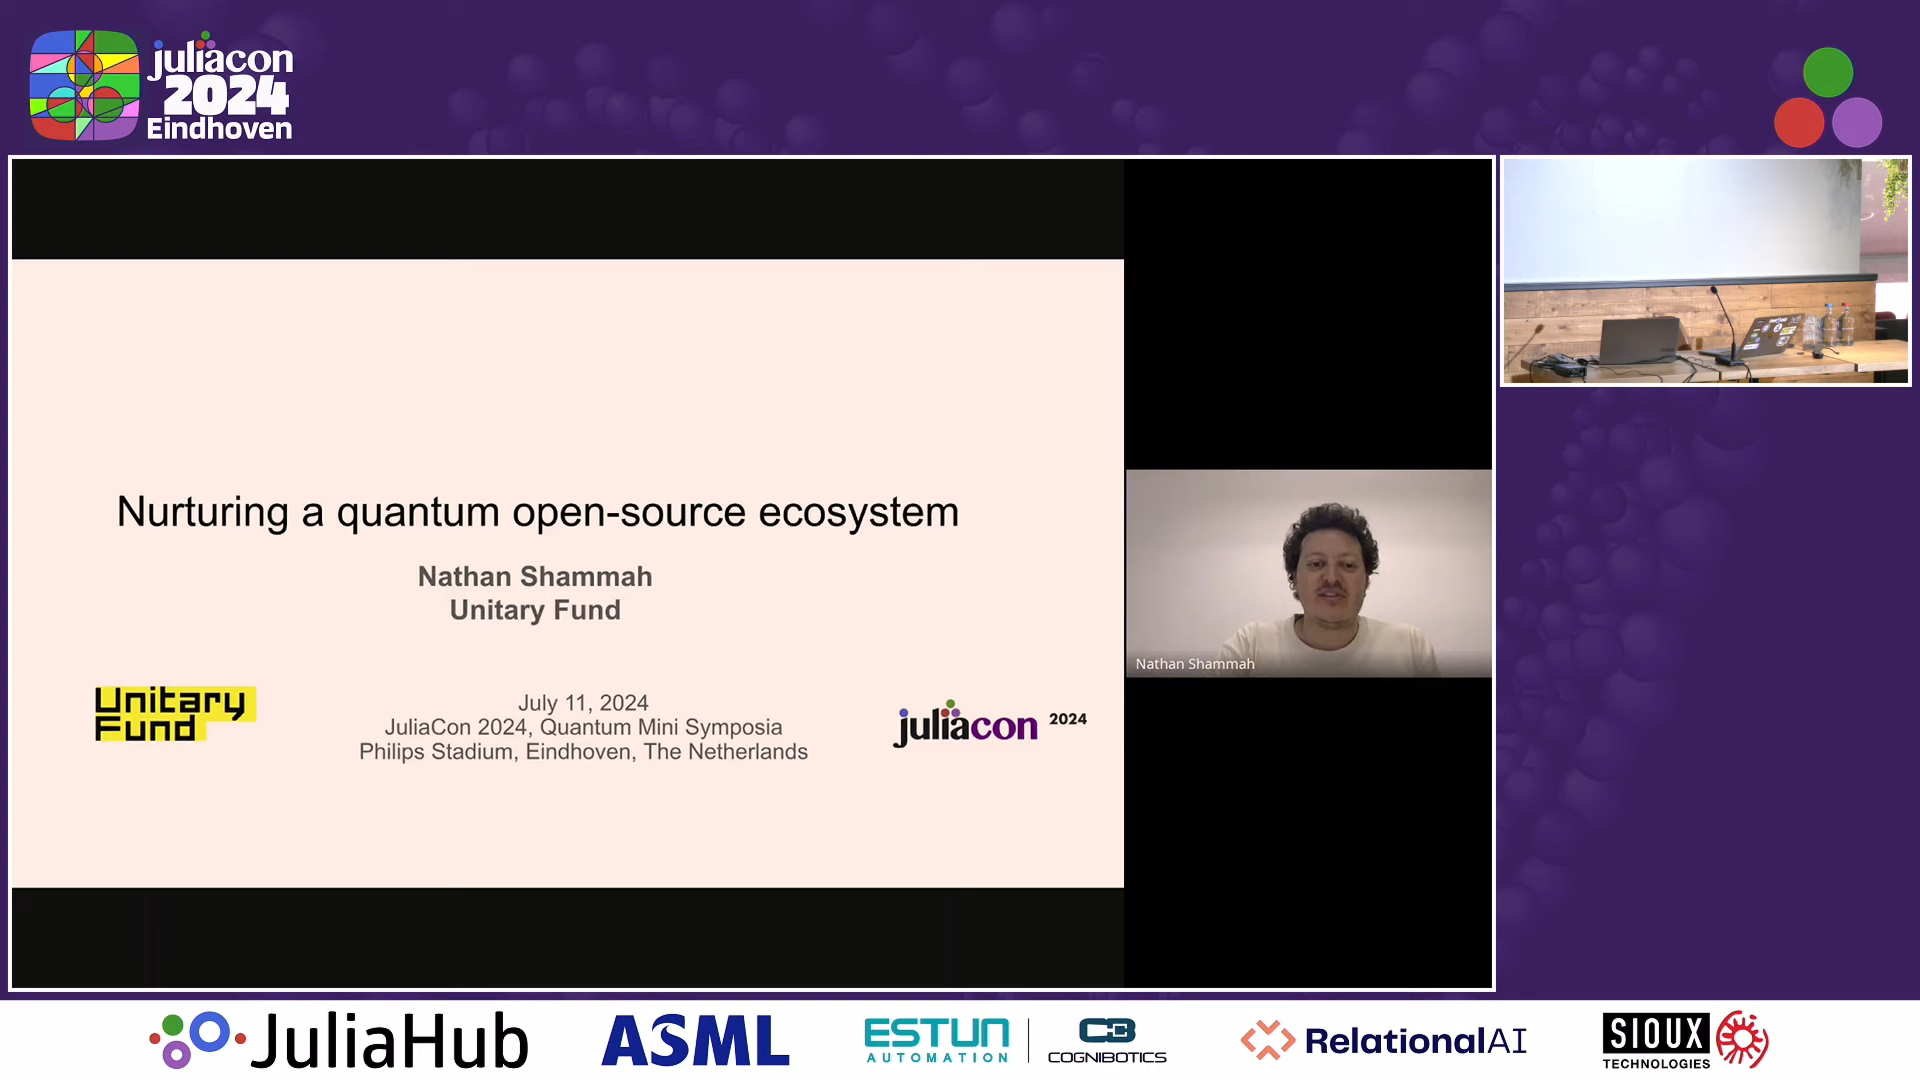 juliacon
2024
Eindhoven
Nurturing a quantum open-source ecosystem
Nathan Shammah
Unitary Fund
Unitary
Fund
July 11, 2024
JuliaCon 2024, Quantum Mini Symposia
Philips Stadium, Eindhoven, The Netherlands
juliacon 2024
Nathan Shammah
JuliaHub
ASML
ESTUN
AUTOMATION
COGNIBOTICS
RelationalAI
SIOUX
TECHNOLOGIES